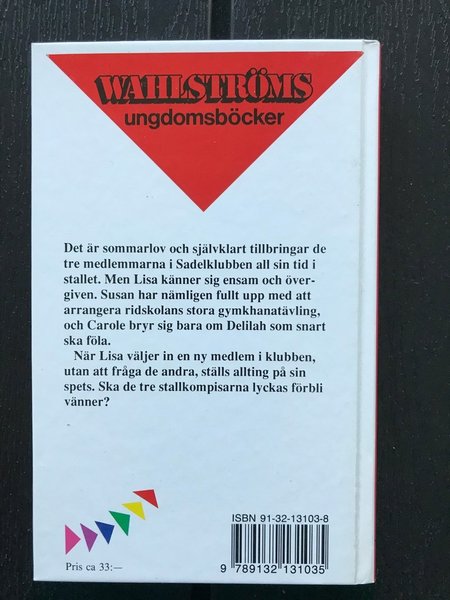 WAHLSTRÖMS
ungdomsböcker
Det är sommarlov och självklart tillbringar de
tre medlemmarna i Sadelklubben all sin tid i
stallet. Men Lisa känner sig ensam och över-
given. Susan har nämligen fullt upp med att
arrangera ridskolans stora gymkhanatävling,
och Carole bryr sig bara om Delilah som snart
ska föla.
När Lisa väljer in en ny medlem i klubben,
utan att fråga de andra, ställs allting på sin
spets. Ska de tre stallkompisarna lyckas förbli
vänner?
ISBN 91-32-13103-8
9 789132 131035
Pris ca 33:—